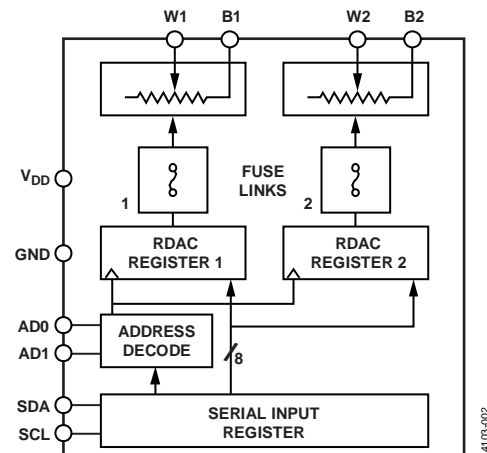 W1 B1 W2 B2
V_DD
FUSE
LINKS
1
2
GND
RDAC
REGISTER 1
RDAC
REGISTER 2
AD0
AD1
ADDRESS
DECODE
8
SDA
SCL
SERIAL INPUT
REGISTER
4103-002